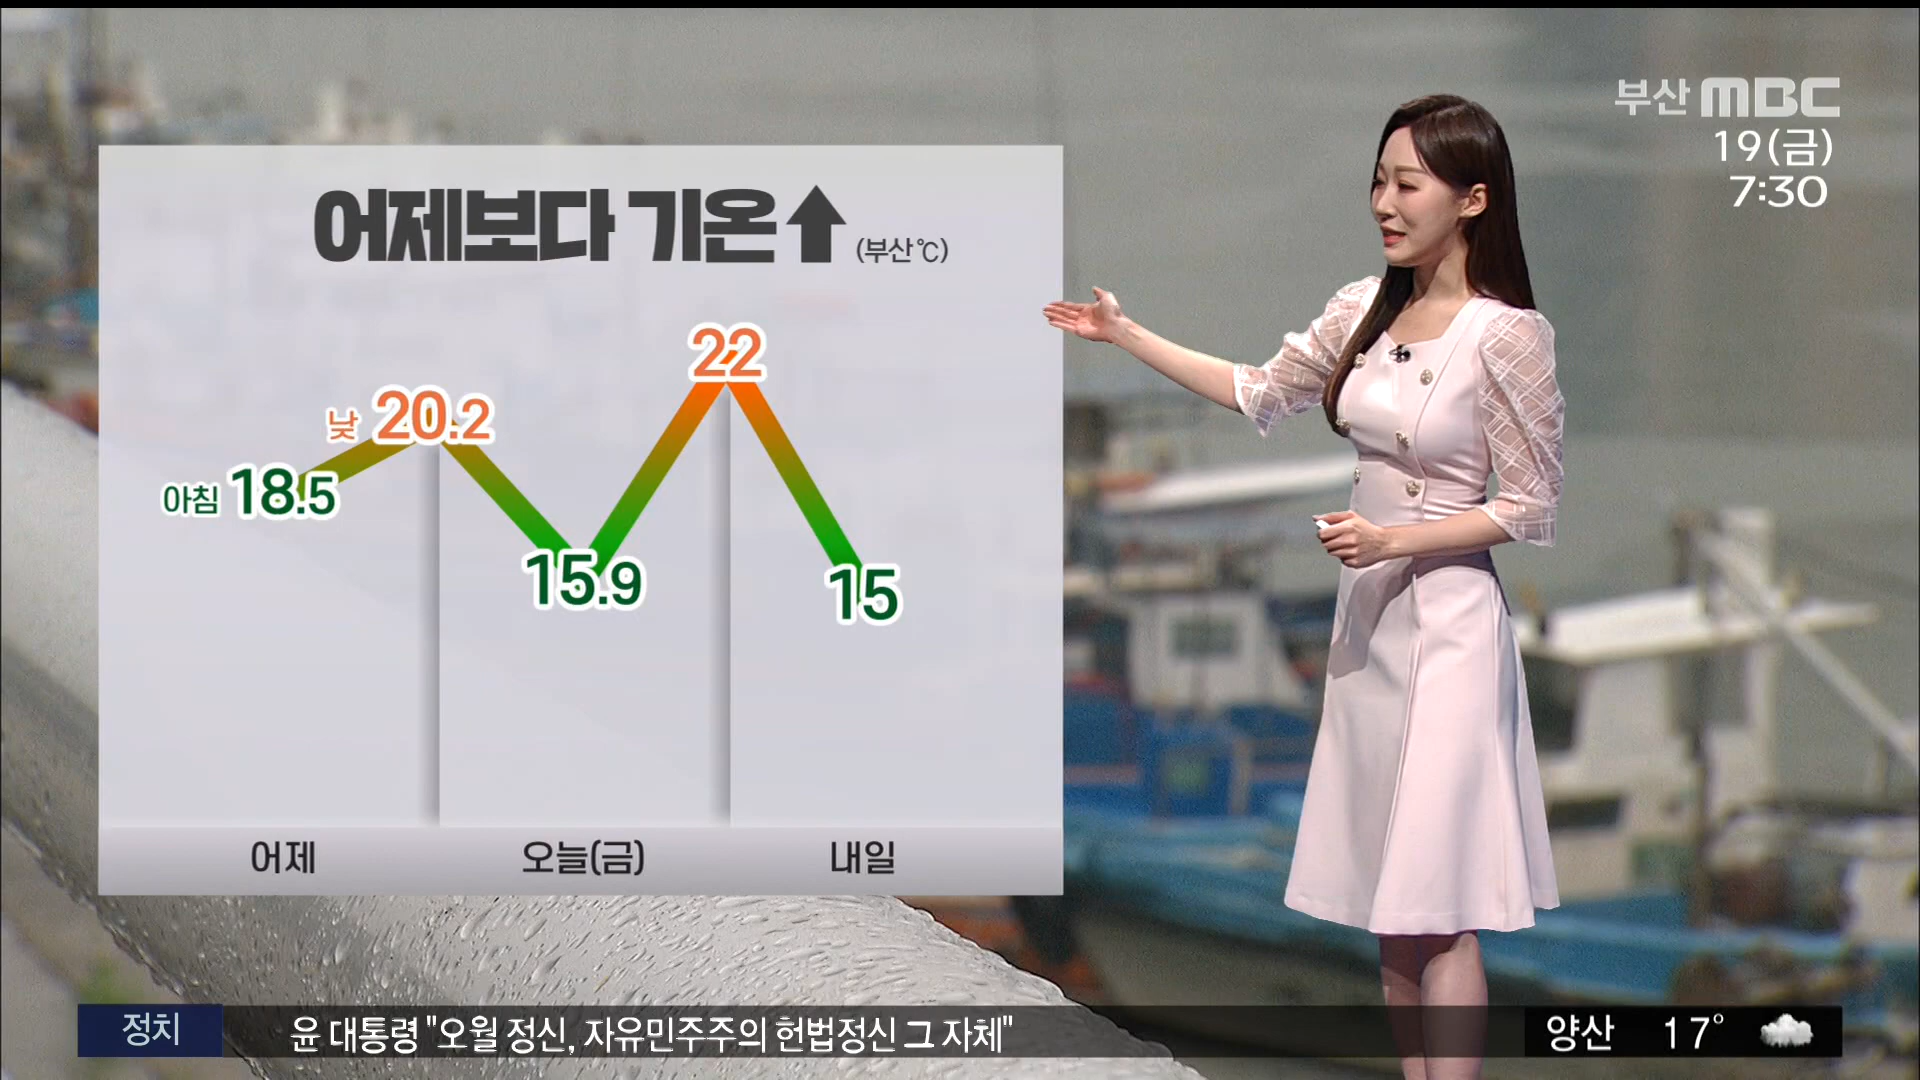 부산 MBC
19(금)
7:30
어제보다 기온↑ (부산℃)
22
낮 20.2
아침 18.5
15.9
15
어제 오늘(금) 내일
정치 윤 대통령 "오월 정신, 자유민주주의 헌법정신 그 자체"
양산 17°